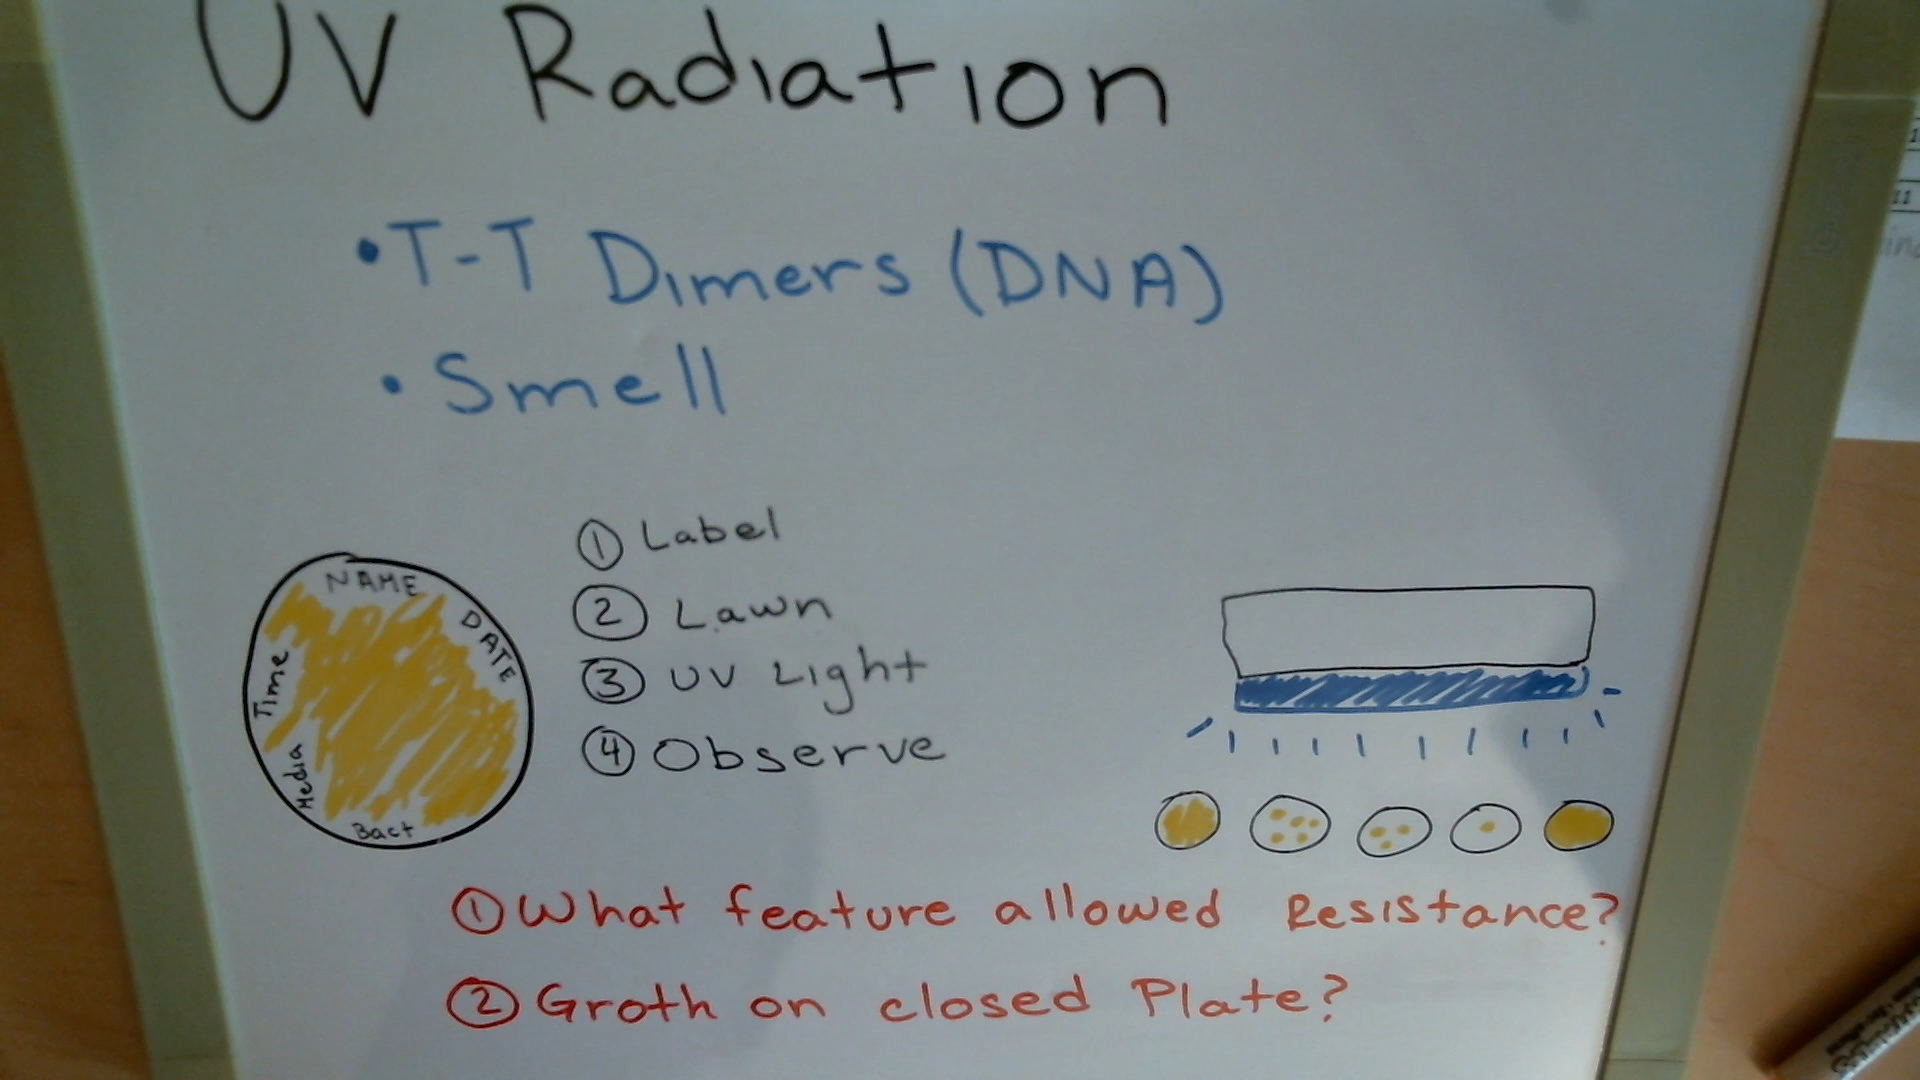 UV Radiation
• T-T Dimers (DNA)
• Smell
① Label
② Lawn
③ UV Light
④ Observe
NAME
DATE
Time
Media
Bact
① What feature allowed Resistance?
② Groth on closed Plate?
11